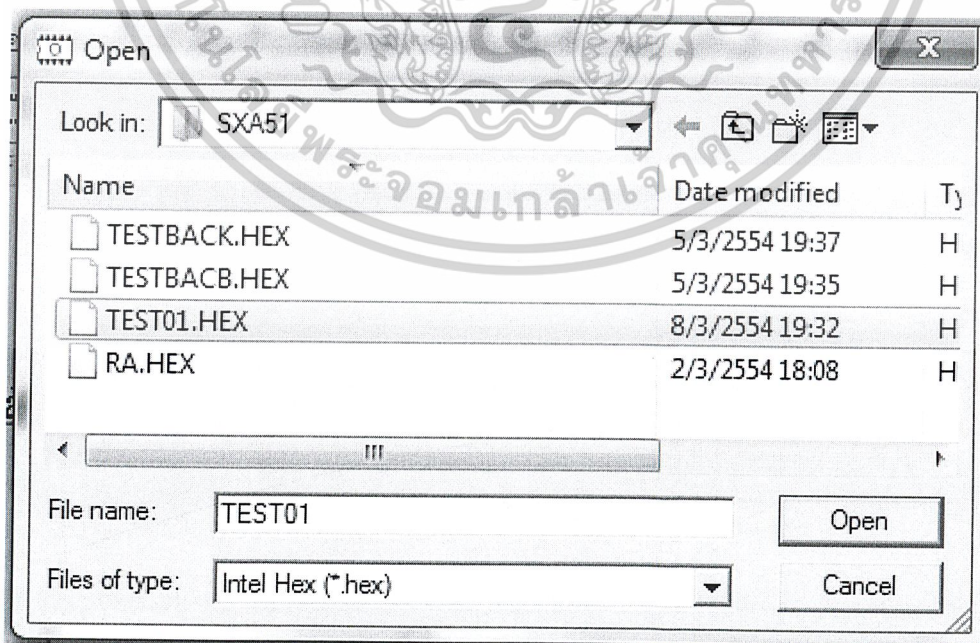 Open
Look in: SXA51
Name Date modified Ty
TESTBACK.HEX 5/3/2554 19:37 H
TESTBACB.HEX 5/3/2554 19:35 H
TEST01.HEX 8/3/2554 19:32 H
RA.HEX 2/3/2554 18:08 H
File name: TEST01 Open
Files of type: Intel Hex (*.hex) Cancel
พระจอมเกล้าเจ้าคุณทหาร